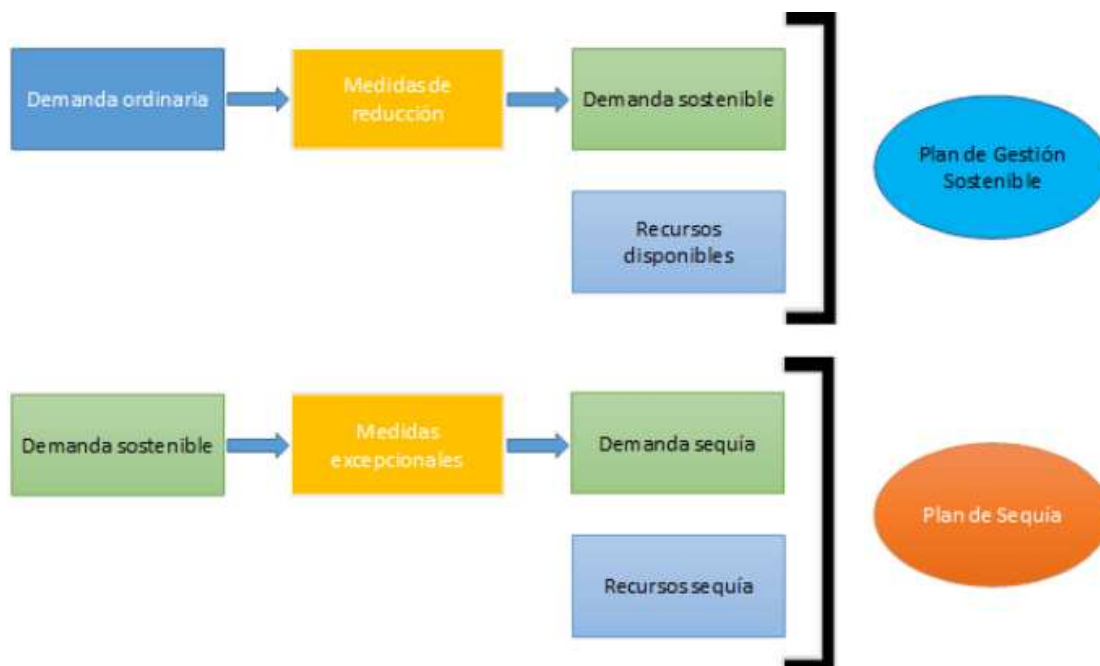 Demanda ordinaria
Medidas de
reducción
Demanda sostenible
Recursos
disponibles
Plan de Gestión
Sostenible
Demanda sostenible
Medidas
excepcionales
Demanda sequía
Recursos sequía
Plan de Sequía